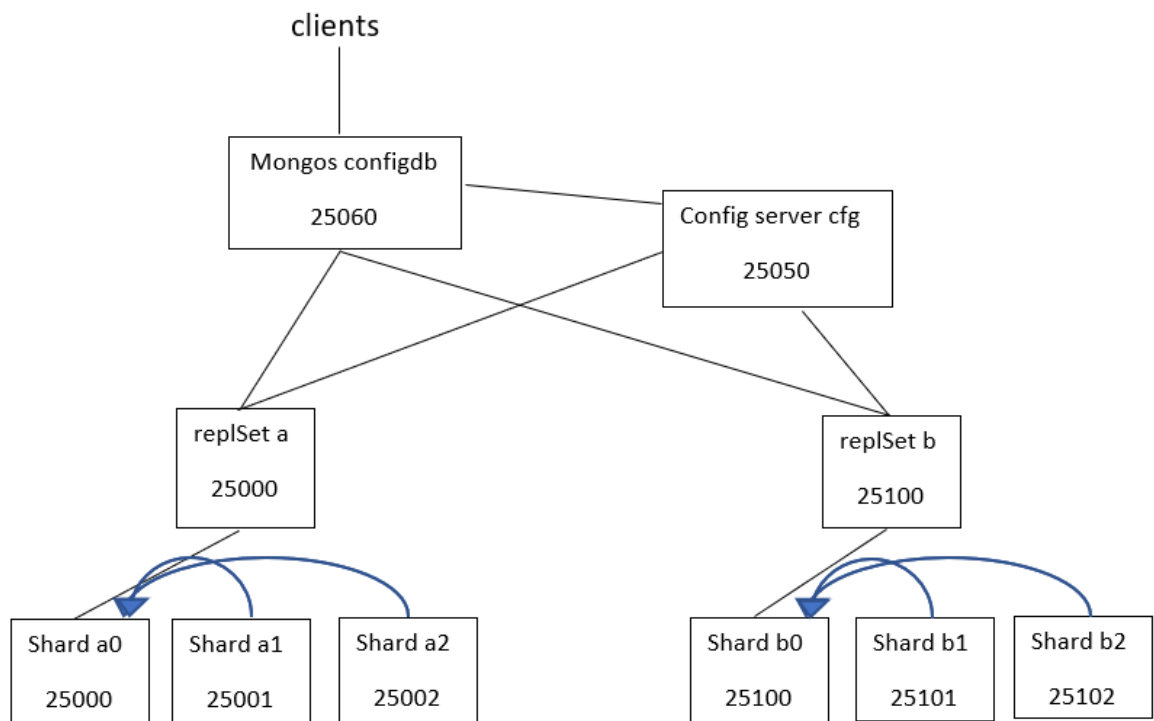 clients
Mongos configdb
25060
Config server cfg
25050
replSet a
25000
replSet b
25100
Shard a0
25000
Shard a1
25001
Shard a2
25002
Shard b0
25100
Shard b1
25101
Shard b2
25102